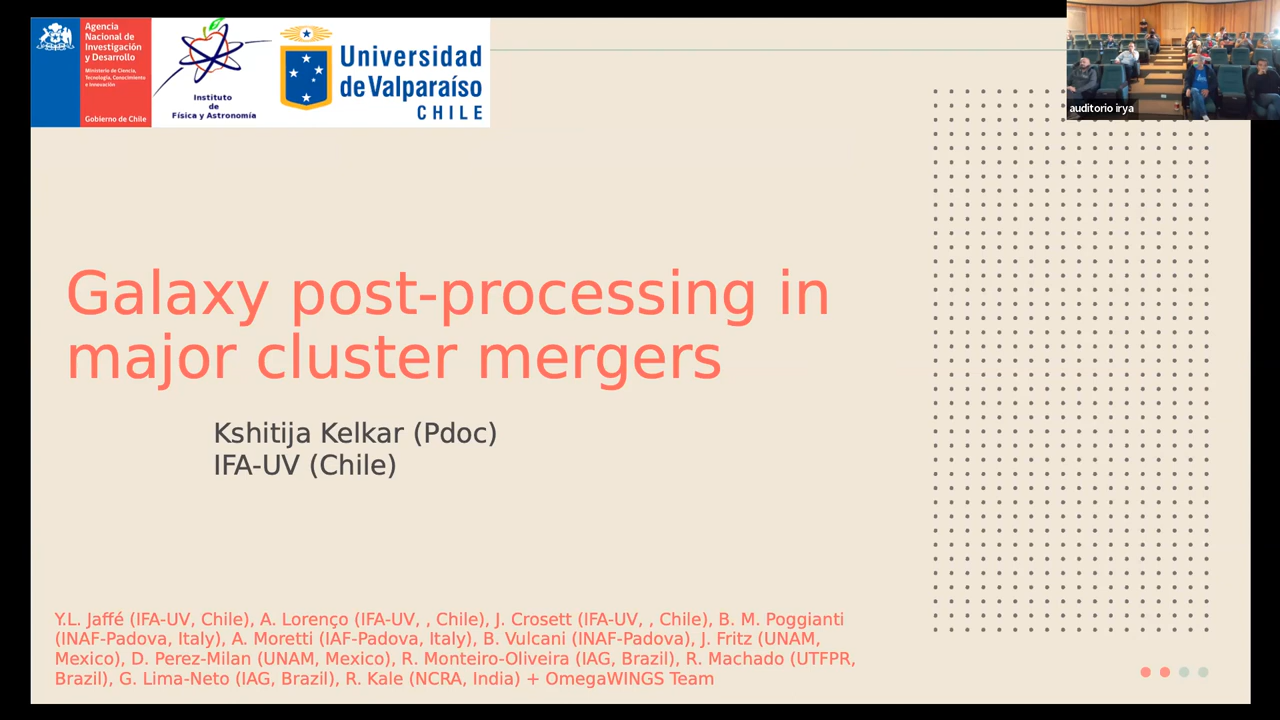 Agencia
Nacional de
Investigación
y Desarrollo
Ministerio de Ciencia,
Tecnología, Conocimiento
e Innovación
Gobierno de Chile
Instituto
de
Física y Astronomía
Universidad
de Valparaíso
CHILE
auditorio irya
Galaxy post-processing in
major cluster mergers
Kshitija Kelkar (Pdoc)
IFA-UV (Chile)
Y.L. Jaffé (IFA-UV, Chile), A. Lorenço (IFA-UV, , Chile), J. Crosett (IFA-UV, , Chile), B. M. Poggianti
(INAF-Padova, Italy), A. Moretti (IAF-Padova, Italy), B. Vulcani (INAF-Padova), J. Fritz (UNAM,
Mexico), D. Perez-Milan (UNAM, Mexico), R. Monteiro-Oliveira (IAG, Brazil), R. Machado (UTFPR,
Brazil), G. Lima-Neto (IAG, Brazil), R. Kale (NCRA, India) + OmegaWINGS Team